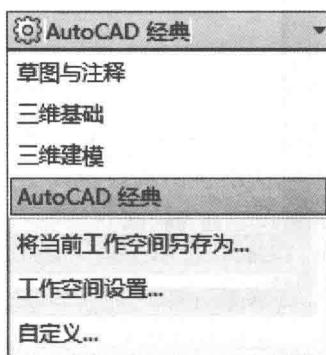 AutoCAD 经典
草图与注释
三维基础
三维建模
AutoCAD 经典
将当前工作空间另存为...
工作空间设置...
自定义...